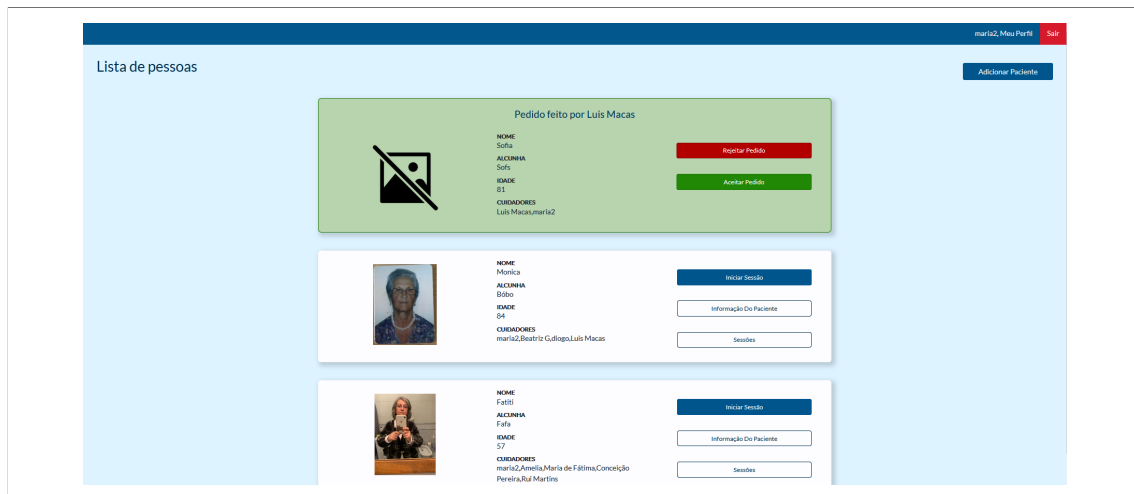 maria2, Meu Perfil
Sair
Lista de pessoas
Adicionar Paciente
Pedido feito por Luis Macas
NOME
Sofia
ALCUNHA
Sofs
IDADE
81
CUIDADORES
Luis Macas,maria2
Rejeitar Pedido
Aceitar Pedido
NOME
Monica
ALCUNHA
Bóbo
IDADE
84
CUIDADORES
maria2,Beatriz G,diogo,Luis Macas
Iniciar Sessão
Informação Do Paciente
Sessões
NOME
Fatiti
ALCUNHA
Fafa
IDADE
57
CUIDADORES
maria2,Amelia,Maria de Fátima,Conceição
Pereira,Rui Martins
Iniciar Sessão
Informação Do Paciente
Sessões